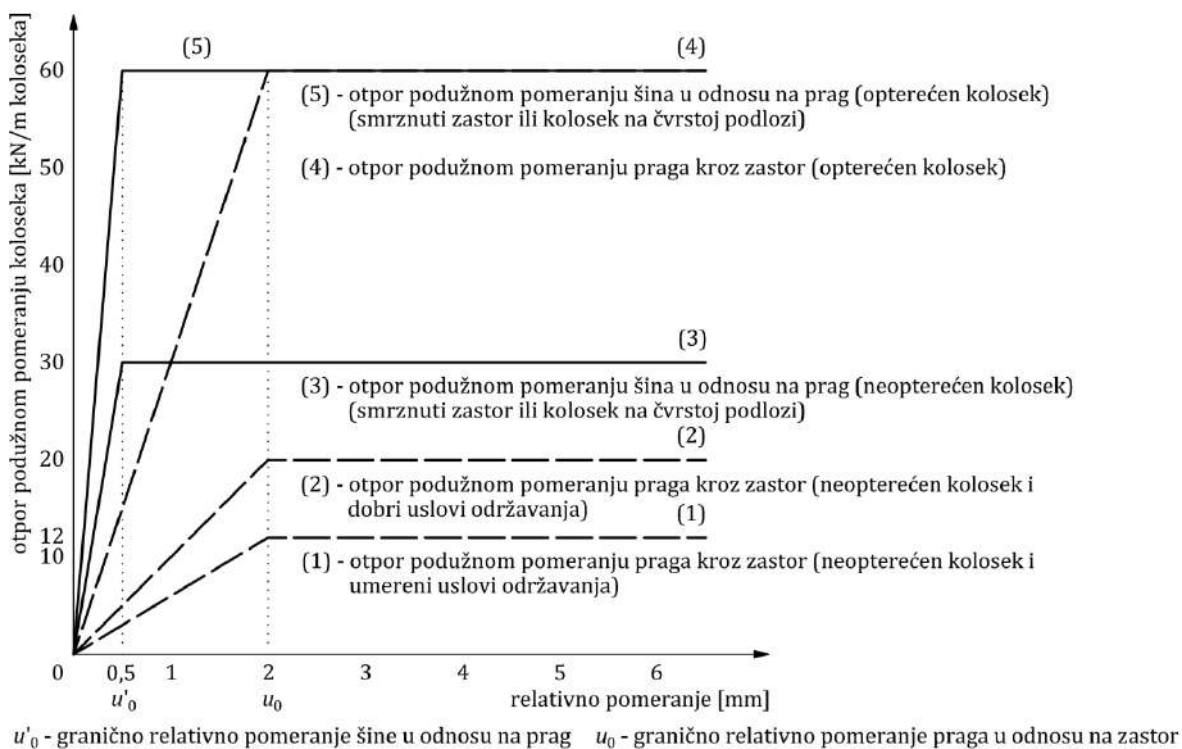 otpor podužnom pomeranju koloseka [kN/m koloseka]
(5)
(4)
60
(5) - otpor podužnom pomeranju šina u odnosu na prag (opterećen kolosek)
(smrznuti zastor ili kolosek na čvrstoj podlozi)
50
(4) - otpor podužnom pomeranju praga kroz zastor (opterećen kolosek)
40
(3)
30
(3) - otpor podužnom pomeranju šina u odnosu na prag (neopterećen kolosek)
(smrznuti zastor ili kolosek na čvrstoj podlozi)
(2)
20
(2) - otpor podužnom pomeranju praga kroz zastor (neopterećen kolosek i
dobri uslovi održavanja)
(1)
12
10
(1) - otpor podužnom pomeranju praga kroz zastor (neopterećen kolosek i
umereni uslovi održavanja)
0 0,5 1 2 3 4 5 6
u'₀ u₀ relativno pomeranje [mm]
u'₀ - granično relativno pomeranje šine u odnosu na prag u₀ - granično relativno pomeranje praga u odnosu na zastor